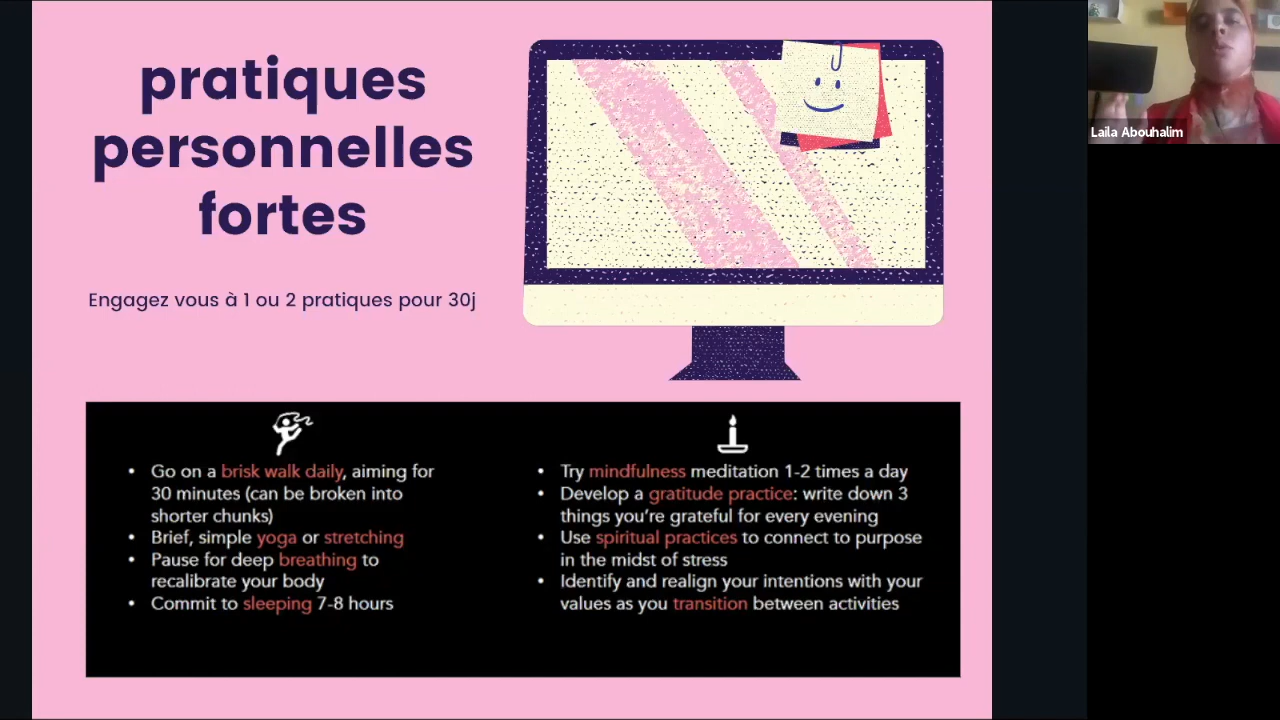 pratiques
personnelles
fortes
Engagez vous à 1 ou 2 pratiques pour 30j
• Go on a brisk walk daily, aiming for
30 minutes (can be broken into
shorter chunks)
• Brief, simple yoga or stretching
• Pause for deep breathing to
recalibrate your body
• Commit to sleeping 7-8 hours
• Try mindfulness meditation 1-2 times a day
• Develop a gratitude practice: write down 3
things you're grateful for every evening
• Use spiritual practices to connect to purpose
in the midst of stress
• Identify and realign your intentions with your
values as you transition between activities
Laila Abouhalim